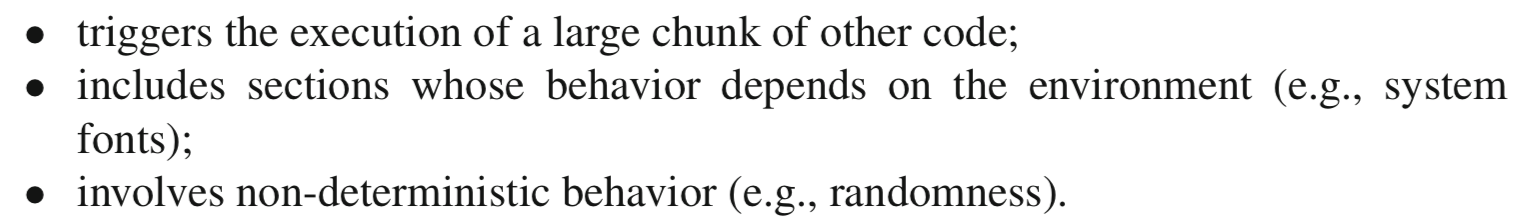 • triggers the execution of a large chunk of other code;
• includes sections whose behavior depends on the environment (e.g., system
fonts);
• involves non-deterministic behavior (e.g., randomness).